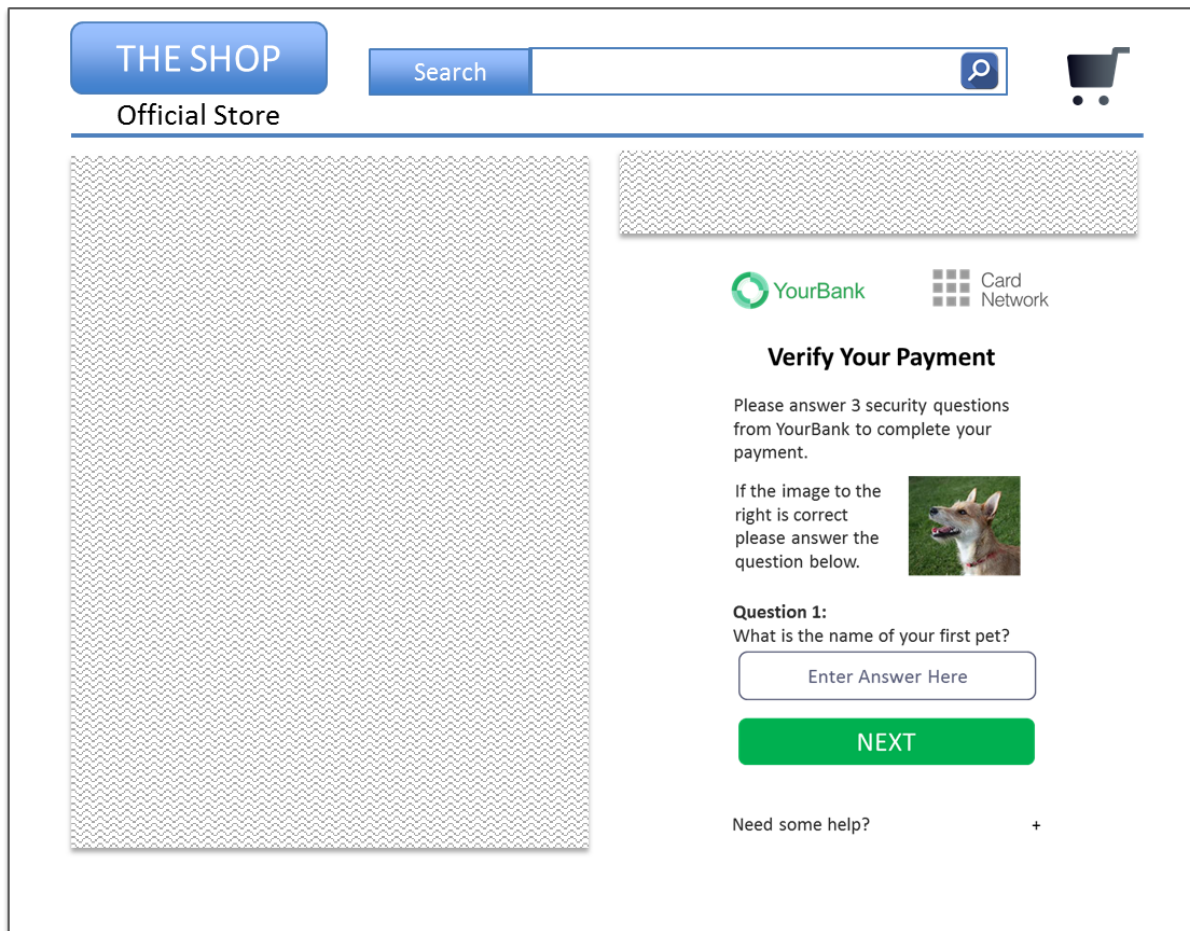 THE SHOP
Official Store
Search
YourBank
Card
Network
Verify Your Payment
Please answer 3 security questions
from YourBank to complete your
payment.
If the image to the
right is correct
please answer the
question below.
Question 1:
What is the name of your first pet?
Enter Answer Here
NEXT
Need some help? +